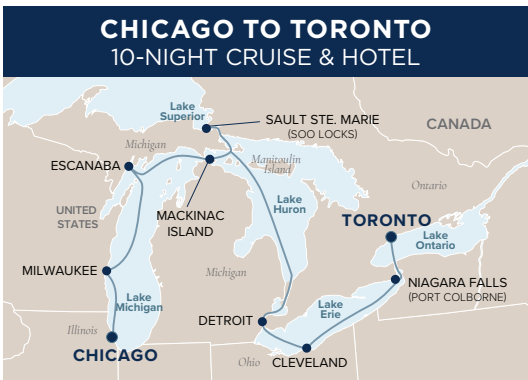 CHICAGO TO TORONTO
10-NIGHT CRUISE & HOTEL
Lake
Superior
SAULT STE. MARIE
(SOO LOCKS)
CANADA
Michigan
ESCANABA
Manitoulin
Island
Ontario
UNITED
STATES
MACKINAC
ISLAND
Lake
Huron
TORONTO
Lake
Ontario
MILWAUKEE
Michigan
NIAGARA FALLS
(PORT COLBORNE)
Lake
Michigan
Lake
Erie
DETROIT
Illinois
CHICAGO
Ohio
CLEVELAND